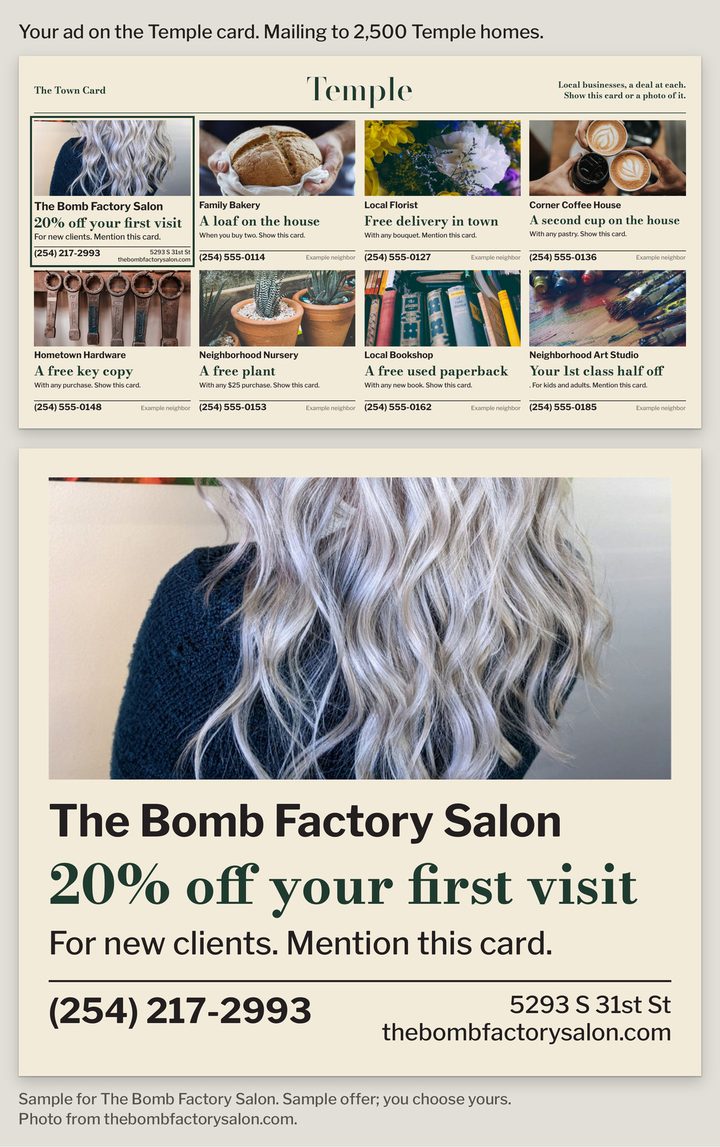 Your ad on the Temple card. Mailing to 2,500 Temple homes.
The Town Card
Temple
Local businesses, a deal at each.
Show this card or a photo of it.
The Bomb Factory Salon
20% off your first visit
For new clients. Mention this card.
(254) 217-2993
5293 S 31st St
thebombfactorysalon.com
Family Bakery
A loaf on the house
When you buy two. Show this card.
(254) 555-0114
Example neighbor
Local Florist
Free delivery in town
With any bouquet. Mention this card.
(254) 555-0127
Example neighbor
Corner Coffee House
A second cup on the house
With any pastry. Show this card.
(254) 555-0136
Example neighbor
Hometown Hardware
A free key copy
With any purchase. Show this card.
(254) 555-0148
Example neighbor
Neighborhood Nursery
A free plant
With any $25 purchase. Show this card.
(254) 555-0153
Example neighbor
Local Bookshop
A free used paperback
With any new book. Show this card.
(254) 555-0162
Example neighbor
Neighborhood Art Studio
Your 1st class half off
. For kids and adults. Mention this card.
(254) 555-0185
Example neighbor
The Bomb Factory Salon
20% off your first visit
For new clients. Mention this card.
(254) 217-2993
5293 S 31st St
thebombfactorysalon.com
Sample for The Bomb Factory Salon. Sample offer; you choose yours.
Photo from thebombfactorysalon.com.